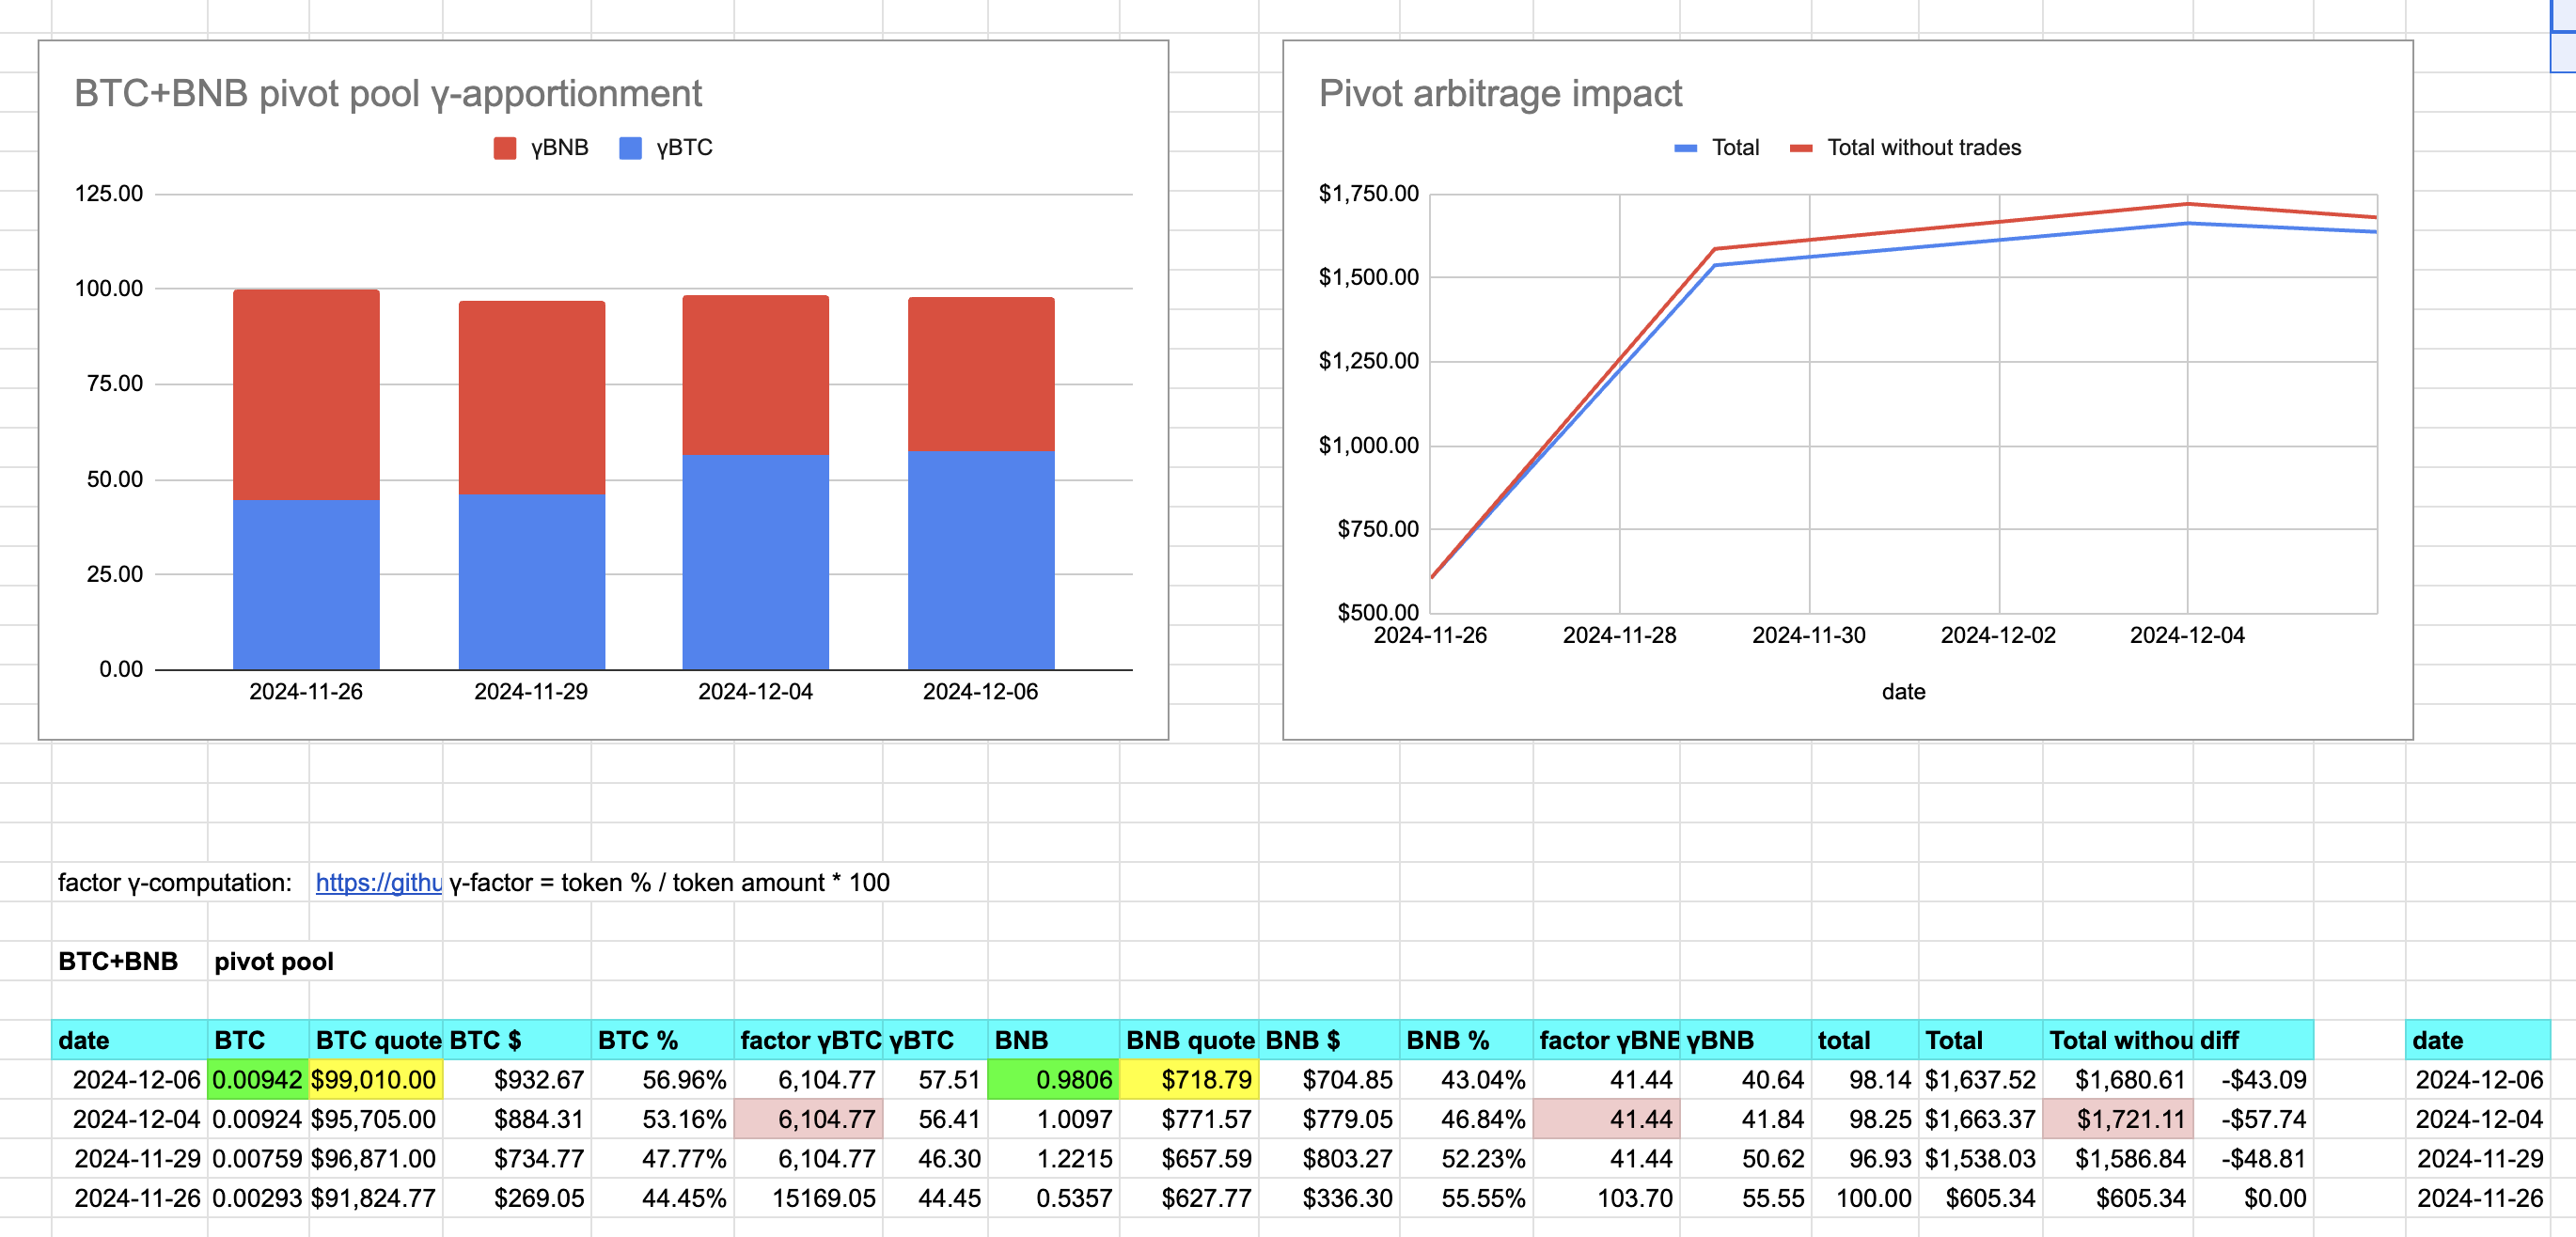 BTC+BNB pivot pool γ-apportionment
γBNB γBTC
125.00
100.00
75.00
50.00
25.00
0.00
2024-11-26 2024-11-29 2024-12-04 2024-12-06
Pivot arbitrage impact
Total Total without trades
$1,750.00
$1,500.00
$1,250.00
$1,000.00
$750.00
$500.00
2024-11-26 2024-11-28 2024-11-30 2024-12-02 2024-12-04
date
factor γ-computation: https://githu γ-factor = token % / token amount * 100
BTC+BNB pivot pool
date BTC BTC quote BTC $ BTC % factor γBTC γBTC BNB BNB quote BNB $ BNB % factor γBNB γBNB total Total Total withou diff date
2024-12-06 0.00942 $99,010.00 $932.67 56.96% 6,104.77 57.51 0.9806 $718.79 $704.85 43.04% 41.44 40.64 98.14 $1,637.52 $1,680.61 -$43.09 2024-12-06
2024-12-04 0.00924 $95,705.00 $884.31 53.16% 6,104.77 56.41 1.0097 $771.57 $779.05 46.84% 41.44 41.84 98.25 $1,663.37 $1,721.11 -$57.74 2024-12-04
2024-11-29 0.00759 $96,871.00 $734.77 47.77% 6,104.77 46.30 1.2215 $657.59 $803.27 52.23% 41.44 50.62 96.93 $1,538.03 $1,586.84 -$48.81 2024-11-29
2024-11-26 0.00293 $91,824.77 $269.05 44.45% 15169.05 44.45 0.5357 $627.77 $336.30 55.55% 103.70 55.55 100.00 $605.34 $605.34 $0.00 2024-11-26